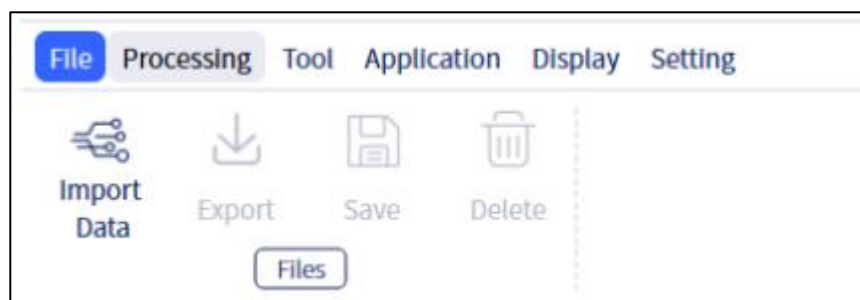 File Processing Tool Application Display Setting
Import
Data
Export Save Delete
Files